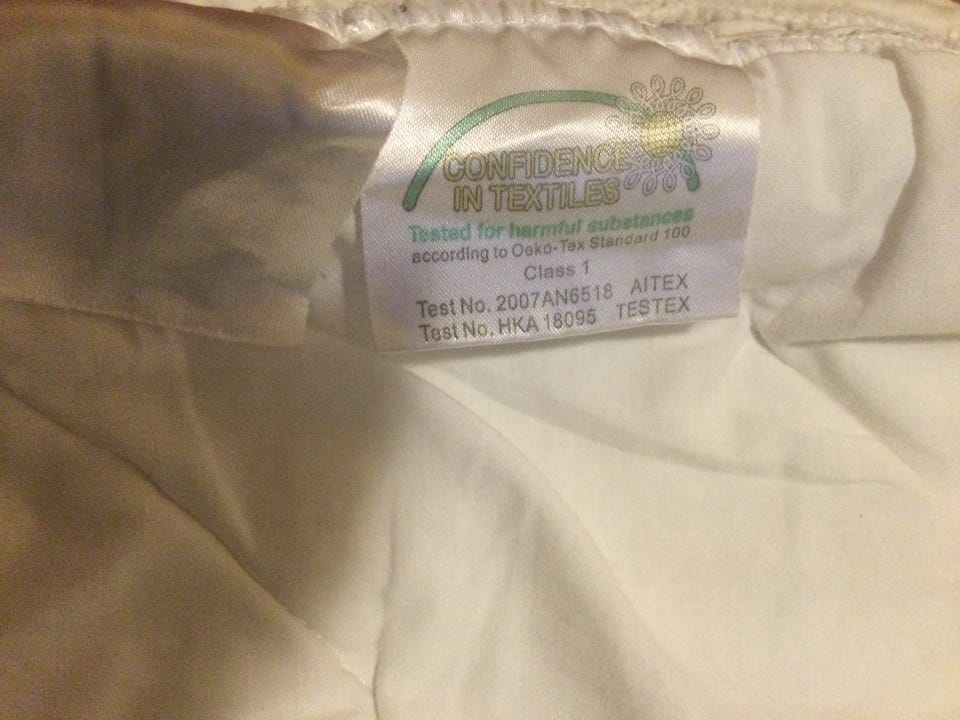 CONFIDENCE
IN TEXTILES
Tested for harmful substances
according to Oeko-Tex Standard 100
Class 1
Test No. 2007AN6518 AITEX
Test No. HKA 18095 TESTEX